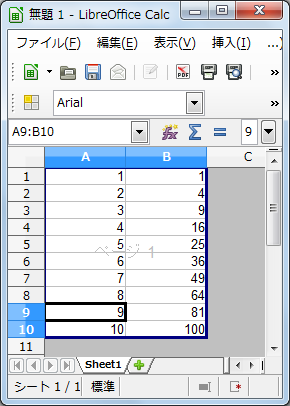 無題 1 - LibreOffice Calc
ファイル(F) 編集(E) 表示(V) 挿入(I) ...)
PDF
Arial
A9:B10 Σ = 9
A B C
1 1 1
2 2 4
3 3 9
4 4 16
5 5 25
ページ 1
6 6 36
7 7 49
8 8 64
9 9 81
10 10 100
11
Sheet1
シート 1 / 1 標準